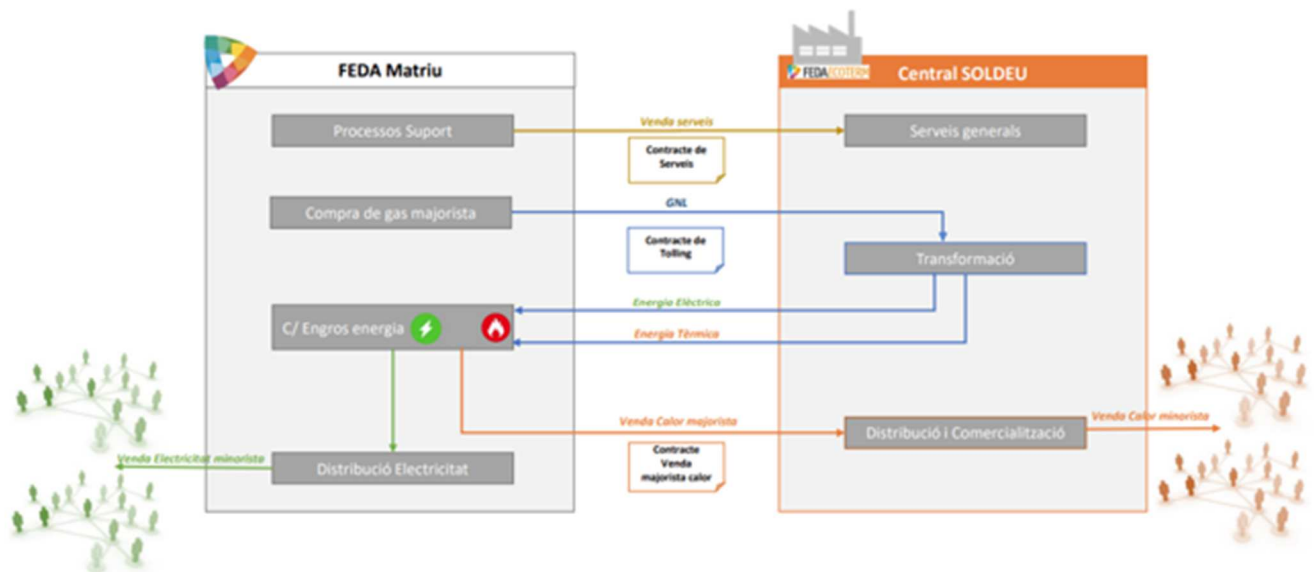 FEDA Matriu
FEDA ECOTERM
Central SOLDEU
Processos Suport
Venda serveis
Serveis generals
Contracte de
Serveis
Compra de gas majorista
GNL
Contracte de
Tolling
Transformació
Energia Elèctrica
C/ Engros energia
Energia Tèrmica
Venda Calor majorista
Distribució i Comercialització
Venda Calor minorista
Contracte
Venda
majorista calor
Venda Electricitat minorista
Distribució Electricitat